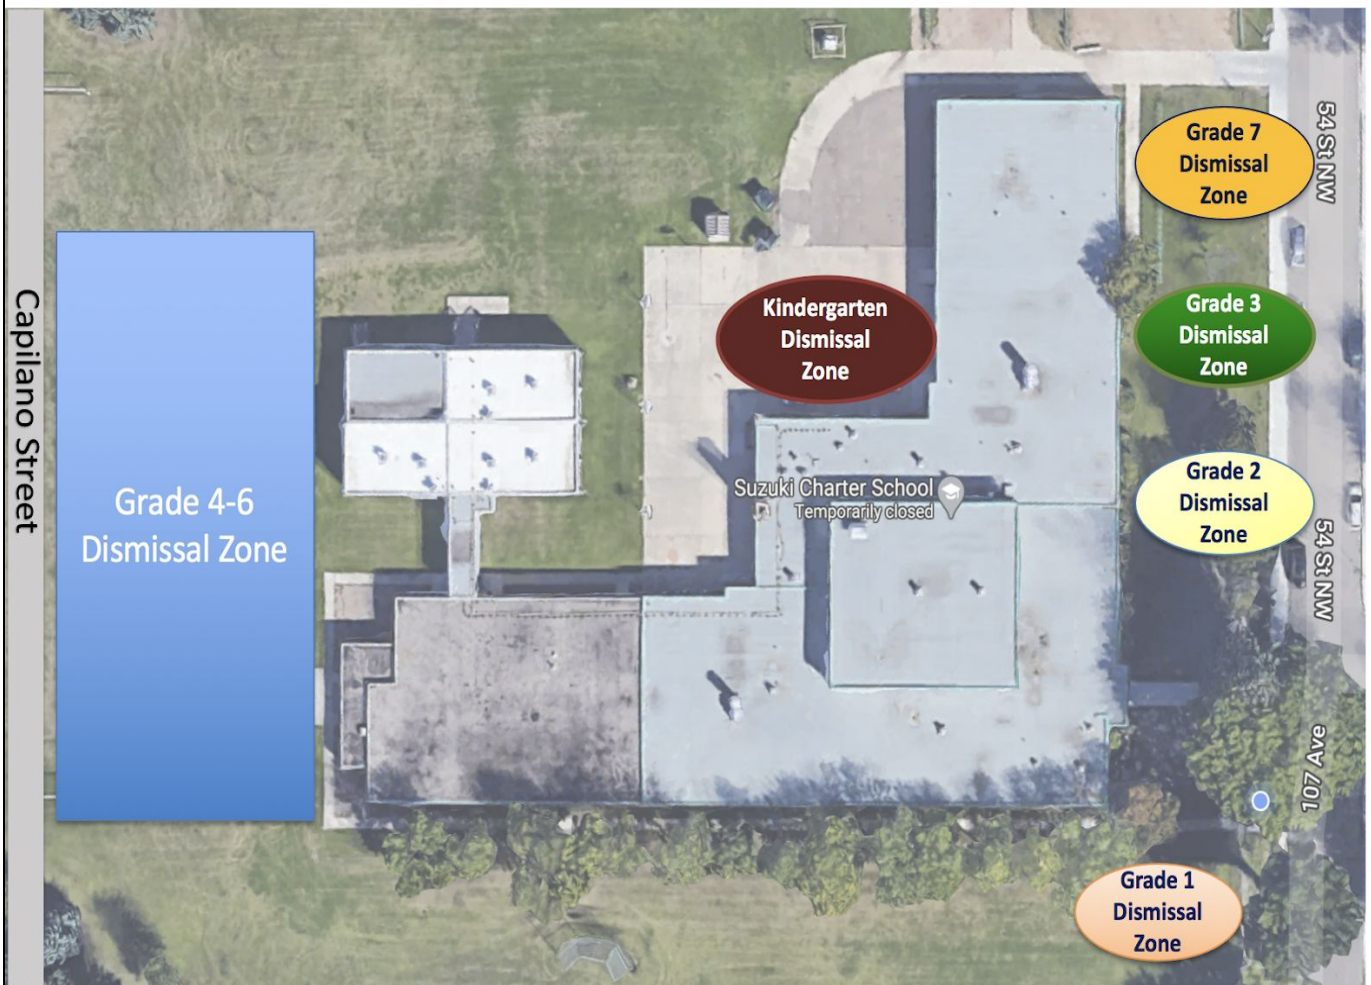 Grade 7
Dismissal
Zone
54 St NW
Kindergarten
Dismissal
Zone
Grade 3
Dismissal
Zone
Capilano Street
Grade 4-6
Dismissal Zone
Suzuki Charter School
Temporarily closed
Grade 2
Dismissal
Zone
54 St NW
107 Ave
Grade 1
Dismissal
Zone